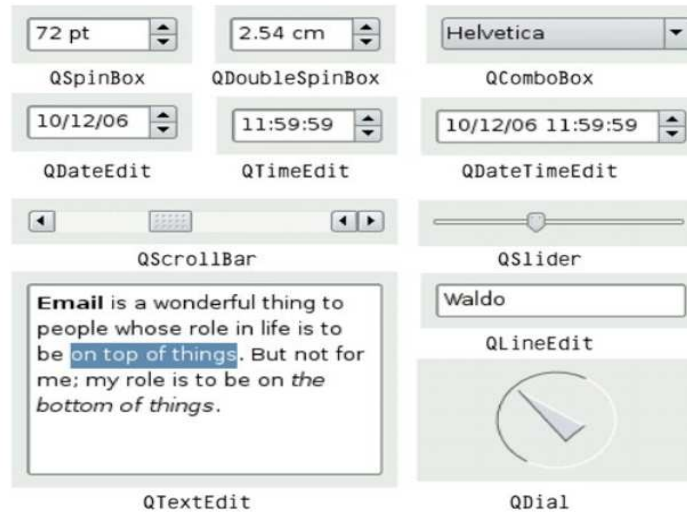 72 pt
2.54 cm
Helvetica
QSpinBox
QDoubleSpinBox
QComboBox
10/12/06
11:59:59
10/12/06 11:59:59
QDateEdit
QTimeEdit
QDateTimeEdit
QScrollBar
QSlider
Email is a wonderful thing to
people whose role in life is to
be on top of things. But not for
me; my role is to be on the
bottom of things.
Waldo
QLineEdit
QTextEdit
QDial